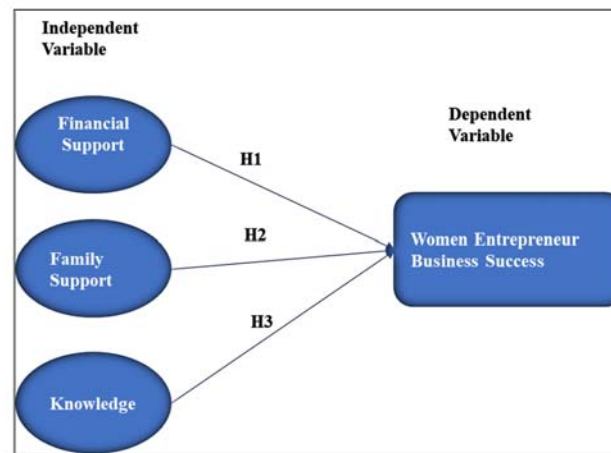 Independent
Variable
Financial
Support
H1
Dependent
Variable
H2
Women Entrepreneur
Business Success
Family
Support
H3
Knowledge